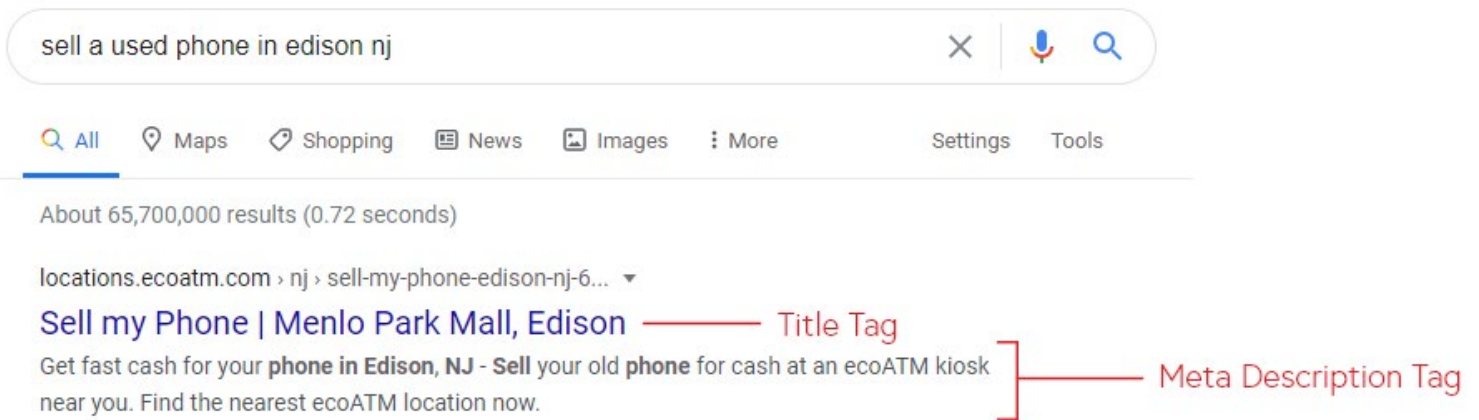 sell a used phone in edison nj
All Maps Shopping News Images More Settings Tools
About 65,700,000 results (0.72 seconds)
locations.ecoatm.com › nj › sell-my-phone-edison-nj-6...
Sell my Phone | Menlo Park Mall, Edison Title Tag
Get fast cash for your phone in Edison, NJ - Sell your old phone for cash at an ecoATM kiosk
near you. Find the nearest ecoATM location now.
Meta Description Tag